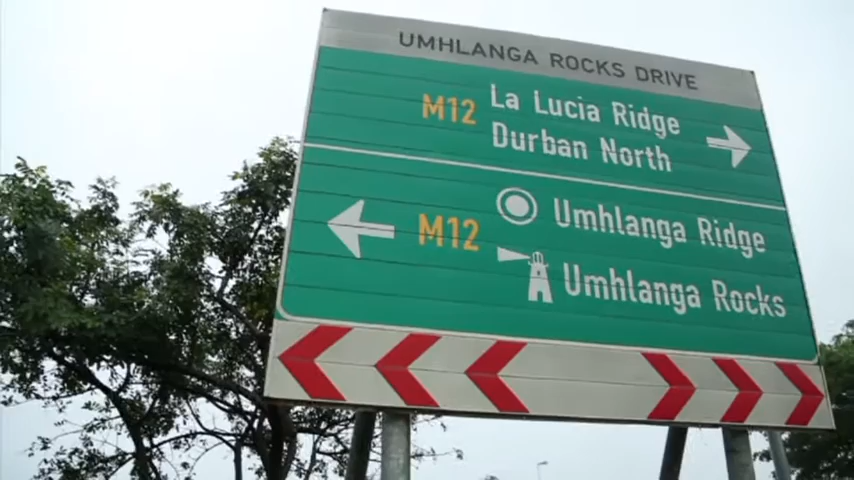 UMHLANGA ROCKS DRIVE
M12 La Lucia Ridge
Durban North
M12 Umhlanga Ridge
Umhlanga Rocks